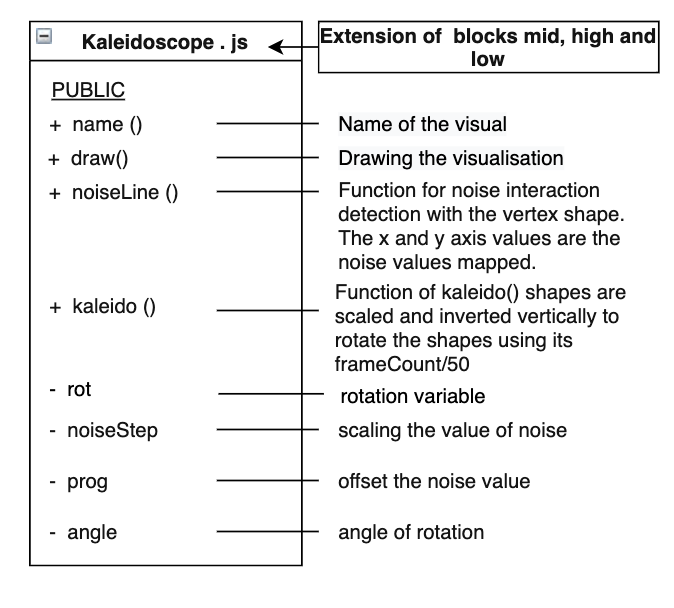 Kaleidoscope . js
Extension of blocks mid, high and
low
PUBLIC
+ name () Name of the visual
+ draw() Drawing the visualisation
+ noiseLine () Function for noise interaction
detection with the vertex shape.
The x and y axis values are the
noise values mapped.
+ kaleido () Function of kaleido() shapes are
scaled and inverted vertically to
rotate the shapes using its
frameCount/50
- rot rotation variable
- noiseStep scaling the value of noise
- prog offset the noise value
- angle angle of rotation